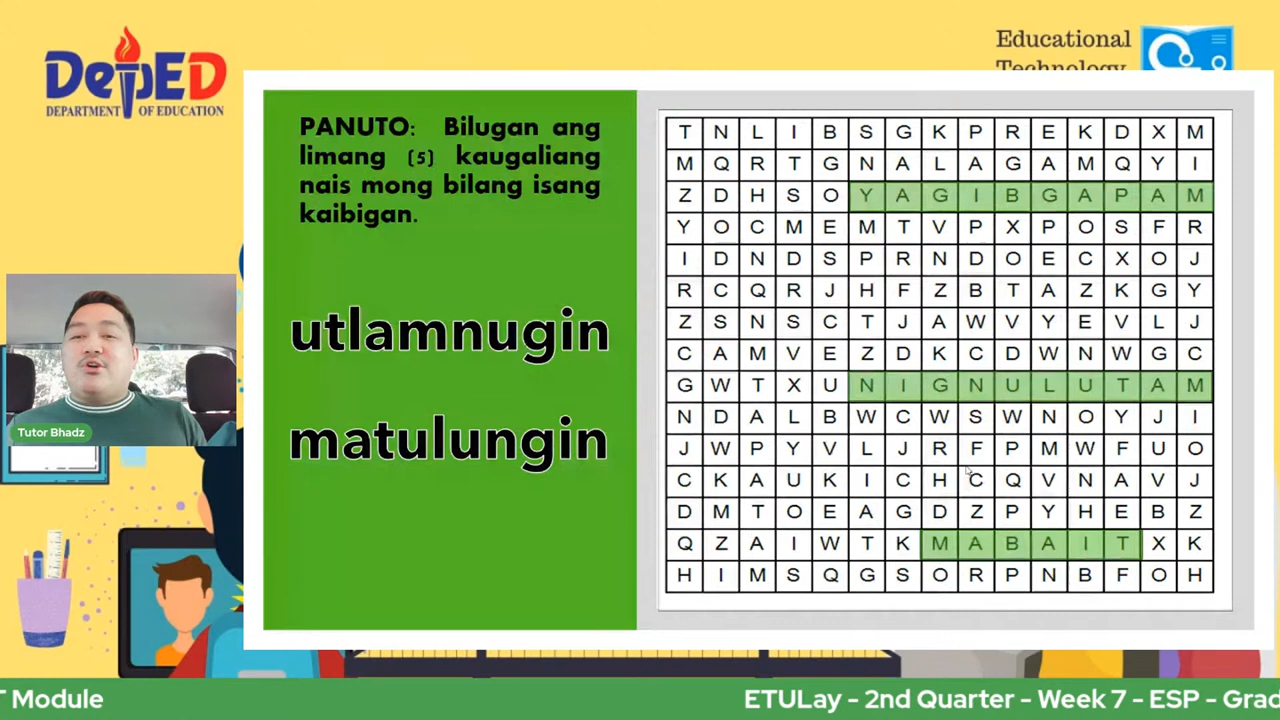 DepED
DEPARTMENT OF EDUCATION
Educational
Technology
PANUTO: Bilugan ang
limang (5) kaugaliang
nais mong bilang isang
kaibigan.
utlamnugin
matulungin
T N L I B S G K P R E K D X M
M Q R T G N A L A G A M Q Y I
Z D H S O Y A G I B G A P A M
Y O C M E M T V P X P O S F R
I D N D S P R N D O E C X O J
R C Q R J H F Z B T A Z K G Y
Z S N S C T J A W V Y E V L J
C A M V E Z D K C D W N W G C
G W T X U N I G N U L U T A M
N D A L B W C W S W N O Y J I
J W P Y V L J R F P M W F U O
C K A U K I C H C Q V N A V J
D M T O E A G D Z P Y H E B Z
Q Z A I W T K M A B A I T X K
H I M S Q G S O R P N B F O H
Tutor Bhadz
T Module
ETULay - 2nd Quarter - Week 7 - ESP - Grad